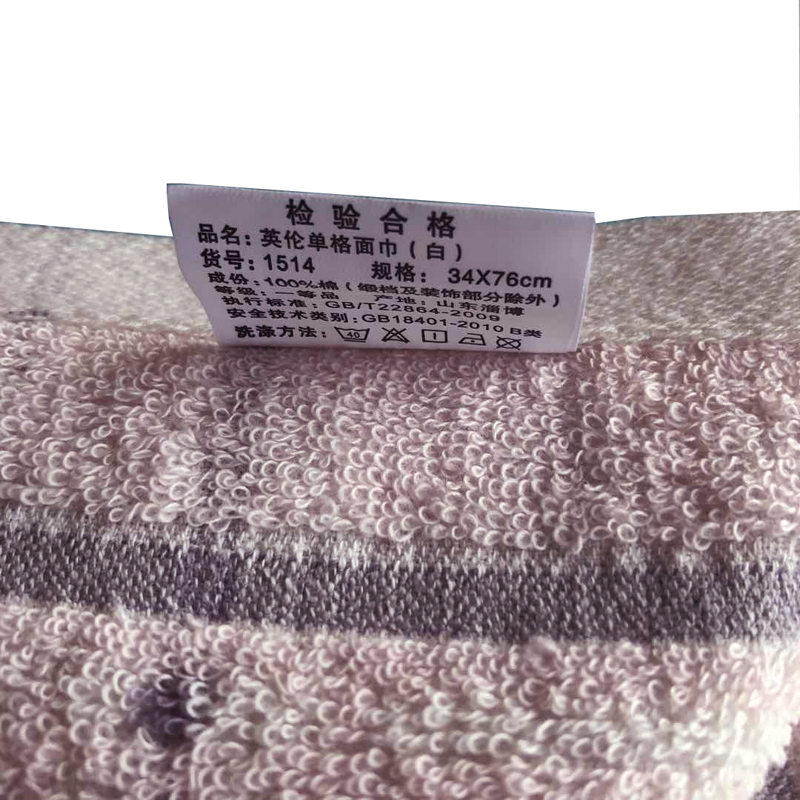 检验合格
品名：英伦单格面巾（白）
货号：1514 规格：34X76cm
成份：100%棉（缎档及装饰部分除外）
等级：一等品 产地：山东淄博
执行标准：GB/T22864-2009
安全技术类别：GB18401-2010 B类
洗涤方法： 40